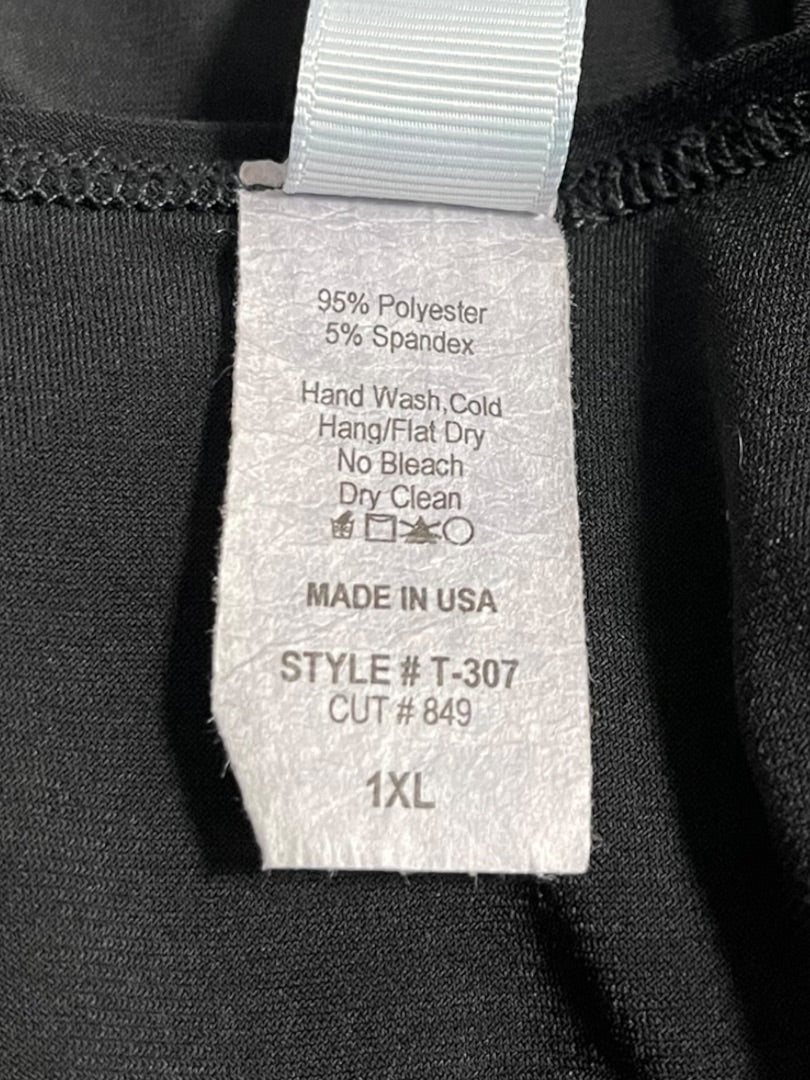 95% Polyester
5% Spandex
Hand Wash,Cold
Hang/Flat Dry
No Bleach
Dry Clean
MADE IN USA
STYLE # T-307
CUT # 849
1XL